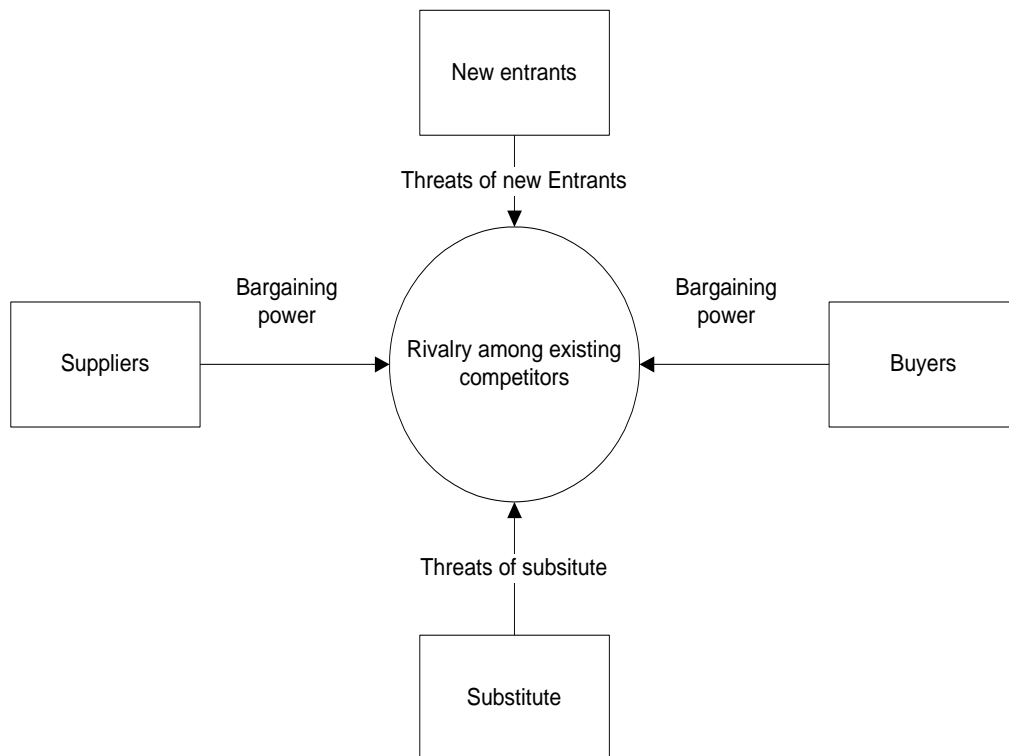 New entrants
Threats of new Entrants
Bargaining
power
Bargaining
power
Suppliers
Rivalry among existing
competitors
Buyers
Threats of subsitute
Substitute